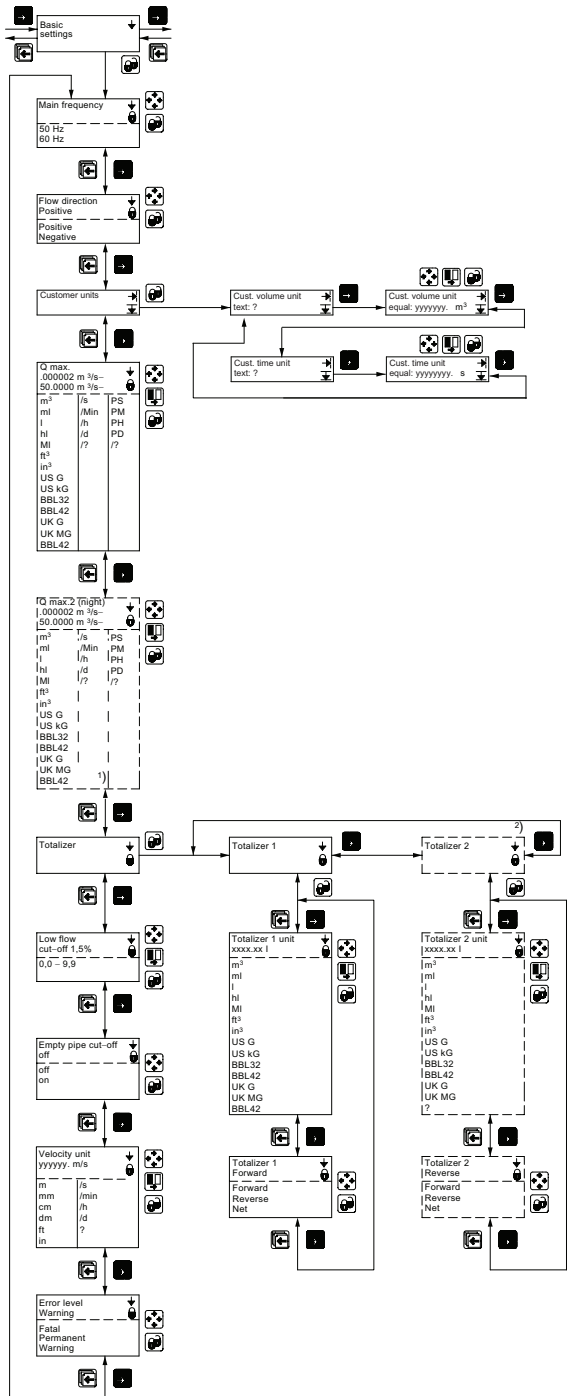 Basic
settings
Main frequency
50 Hz
60 Hz
Flow direction
Positive
Positive
Negative
Customer units
Cust. volume unit
text: ?
Cust. volume unit
equal: yyyyyyy. m³
Cust. time unit
text: ?
Cust. time unit
equal: yyyyyyyy. s
Q max.
.000002 m ³/s–
50.0000 m ³/s–
m³ /s PS
ml /Min PM
l /h PH
hl /d PD
Ml /? /?
ft³
in³
US G
US kG
BBL32
BBL42
UK G
UK MG
BBL42
Q max.2 (night)
.000002 m ³/s–
50.0000 m ³/s–
m³ /s PS
ml /Min PM
l /h PH
hl /d PD
Ml /? /?
ft³
in³
US G
US kG
BBL32
BBL42
UK G
UK MG
BBL42 1)
Totalizer
Totalizer 1
Totalizer 2
2)
Low flow
cut–off 1,5%
0,0 – 9,9
Empty pipe cut–off
off
off
on
Velocity unit
yyyyyy. m/s
m /s
mm /min
cm /h
dm /d
ft ?
in
Error level
Warning
Fatal
Permanent
Warning
Totalizer 1 unit
xxxx.xx l
m³
ml
l
hl
Ml
ft³
in³
US G
US kG
BBL32
BBL42
UK G
UK MG
BBL42
Totalizer 1
Forward
Forward
Reverse
Net
Totalizer 2 unit
xxxx.xx l
m³
ml
l
hl
Ml
ft³
in³
US G
US kG
BBL32
BBL42
UK G
UK MG
?
Totalizer 2
Reverse
Forward
Reverse
Net